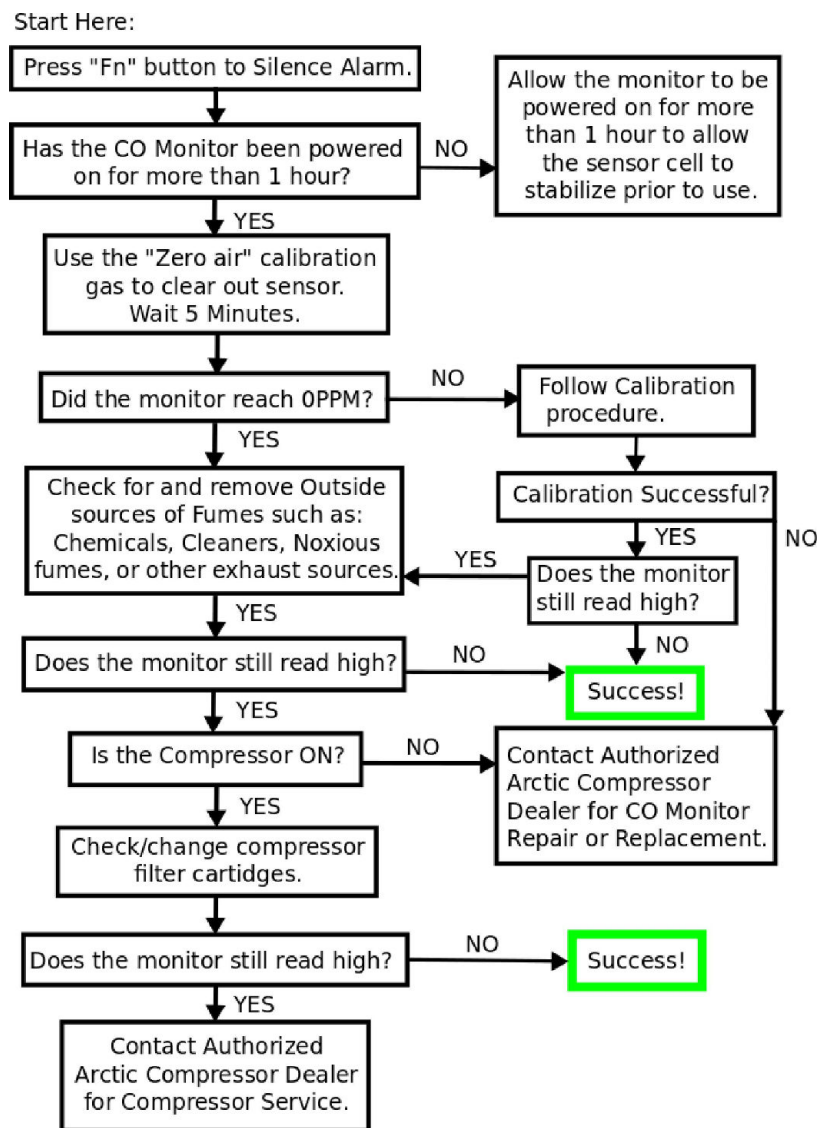 Start Here:
Press "Fn" button to Silence Alarm.
Has the CO Monitor been powered
on for more than 1 hour?
NO
Allow the monitor to be
powered on for more
than 1 hour to allow
the sensor cell to
stabilize prior to use.
YES
Use the "Zero air" calibration
gas to clear out sensor.
Wait 5 Minutes.
Did the monitor reach 0PPM?
NO
Follow Calibration
procedure.
YES
Calibration Successful?
YES
NO
Check for and remove Outside
sources of Fumes such as:
Chemicals, Cleaners, Noxious
fumes, or other exhaust sources.
YES
Does the monitor
still read high?
NO
YES
Does the monitor still read high?
NO
Success!
YES
Is the Compressor ON?
NO
Contact Authorized
Arctic Compressor
Dealer for CO Monitor
Repair or Replacement.
YES
Check/change compressor
filter cartidges.
Does the monitor still read high?
NO
Success!
YES
Contact Authorized
Arctic Compressor Dealer
for Compressor Service.